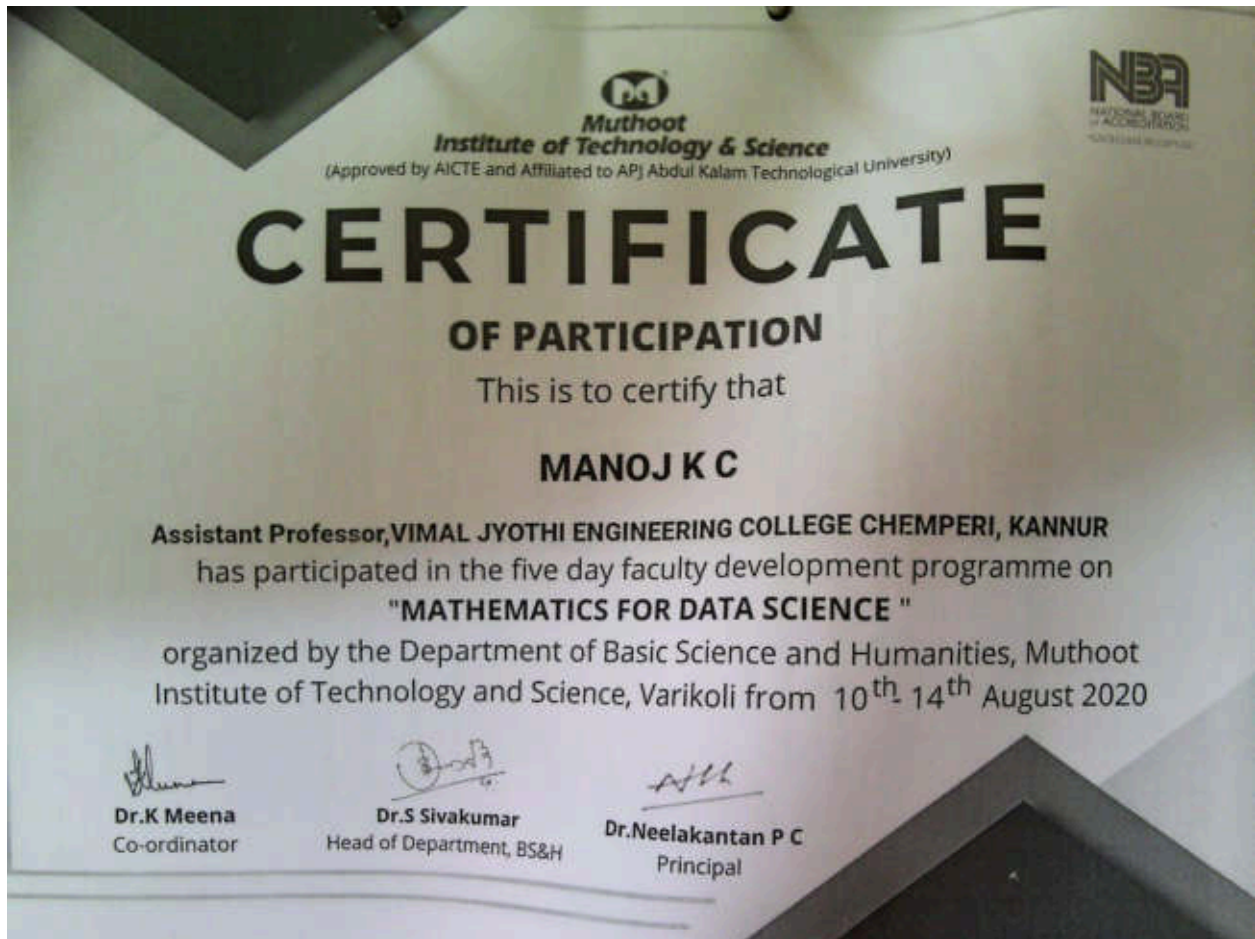 Muthoot
Institute of Technology & Science
(Approved by AICTE and Affiliated to APJ Abdul Kalam Technological University)
NBA
NATIONAL BOARD
of ACCREDITATION
CERTIFICATE
OF PARTICIPATION
This is to certify that
MANOJ K C
Assistant Professor,VIMAL JYOTHI ENGINEERING COLLEGE CHEMPERI, KANNUR
has participated in the five day faculty development programme on
"MATHEMATICS FOR DATA SCIENCE "
organized by the Department of Basic Science and Humanities, Muthoot
Institute of Technology and Science, Varikoli from 10th- 14th August 2020
Dr.K Meena
Co-ordinator
Dr.S Sivakumar
Head of Department, BS&H
Dr.Neelakantan P C
Principal